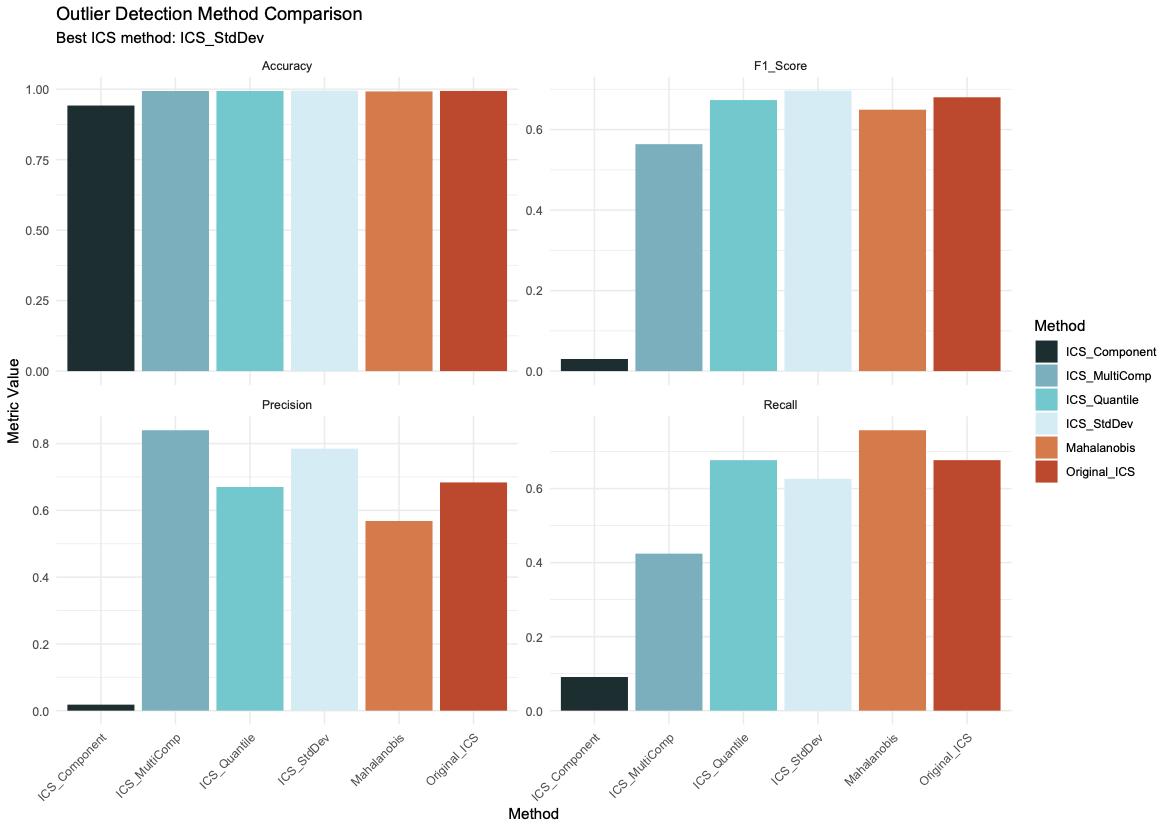 Outlier Detection Method Comparison
Best ICS method: ICS_StdDev
Accuracy
F1_Score
1.00
0.75
0.50
0.25
0.00
0.6
0.4
0.2
0.0
Precision
Recall
0.8
0.6
0.4
0.2
0.0
0.6
0.4
0.2
0.0
Metric Value
ICS_Component
ICS_MultiComp
ICS_Quantile
ICS_StdDev
Mahalanobis
Original_ICS
ICS_Component
ICS_MultiComp
ICS_Quantile
ICS_StdDev
Mahalanobis
Original_ICS
Method
Method
ICS_Component
ICS_MultiComp
ICS_Quantile
ICS_StdDev
Mahalanobis
Original_ICS